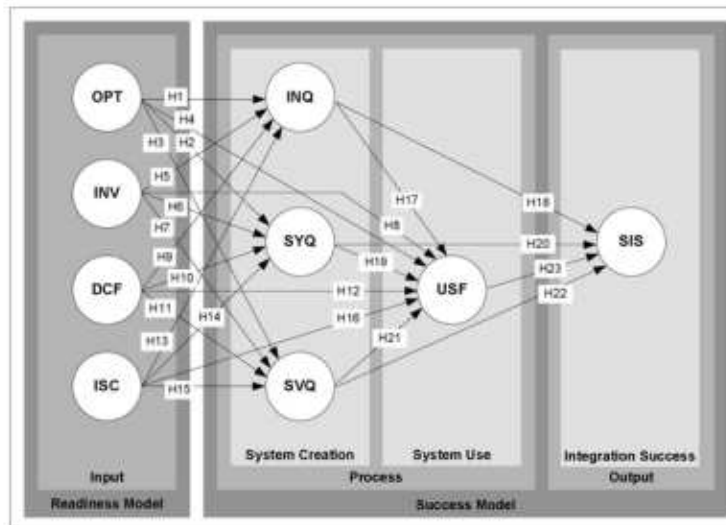 OPT
H1
INQ
H4
H3
H2
H5
H17
H18
INV
H6
H8
H7
SYQ
SIS
H20
H9
H19
H10
H23
DCF
H12
USF
H22
H11
H14
H16
H13
H21
ISC
H15
SVQ
System Creation
System Use
Integration Success
Input
Process
Output
Readiness Model
Success Model